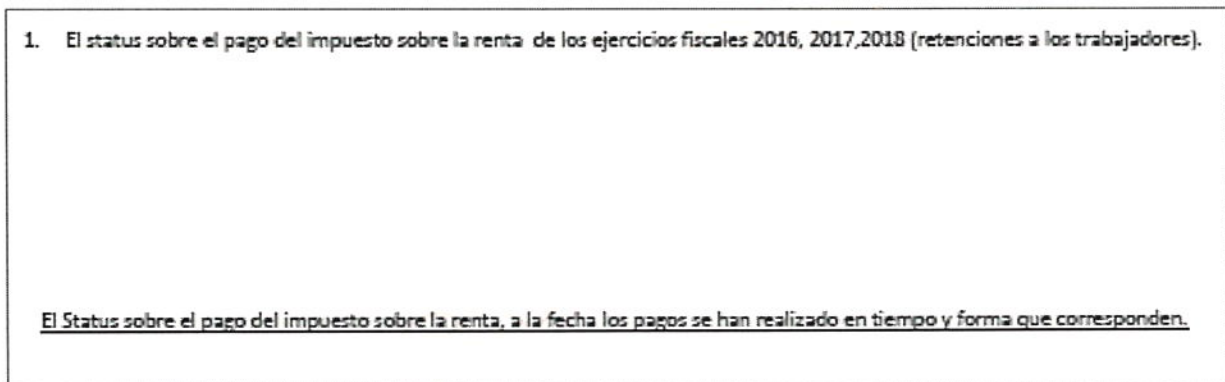 1. El status sobre el pago del impuesto sobre la renta de los ejercicios fiscales 2016, 2017,2018 (retenciones a los trabajadores).
El Status sobre el pago del impuesto sobre la renta, a la fecha los pagos se han realizado en tiempo y forma que corresponden.